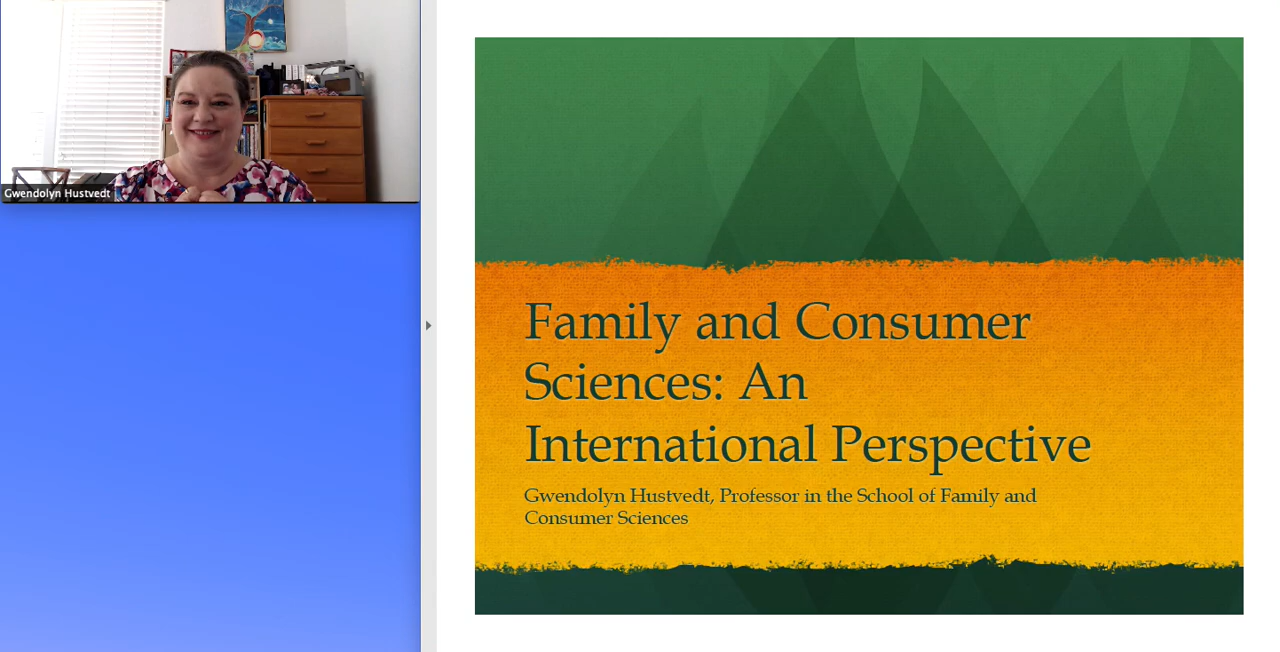 Gwendolyn Hustvedt
Family and Consumer
Sciences: An
International Perspective
Gwendolyn Hustvedt, Professor in the School of Family and
Consumer Sciences